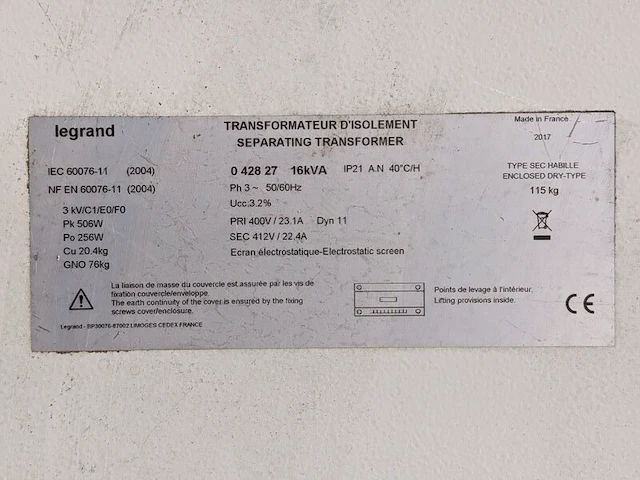 legrand
TRANSFORMATEUR D'ISOLEMENT
SEPARATING TRANSFORMER
Made in France
2017
IEC 60076-11 (2004)
NF EN 60076-11 (2004)
3 kV/C1/E0/F0
Pk 506W
Po 256W
Cu 20.4kg
GNO 76kg
0 428 27 16kVA IP21 A.N 40°C/H
Ph 3~ 50/60Hz
Ucc:3.2%
PRI 400V / 23.1A Dyn 11
SEC 412V / 22.4A
Ecran électrostatique-Electrostatic screen
TYPE SEC HABILLE
ENCLOSED DRY-TYPE
115 kg
La liaison de masse du couvercle est assurée par les vis de
fixation couvercle/enveloppe.
The earth continuity of the cover is ensured by the fixing
screws cover/enclosure.
Points de levage à l'intérieur.
Lifting provisions inside.
CE
Legrand - BP30076-87002 LIMOGES CEDEX FRANCE